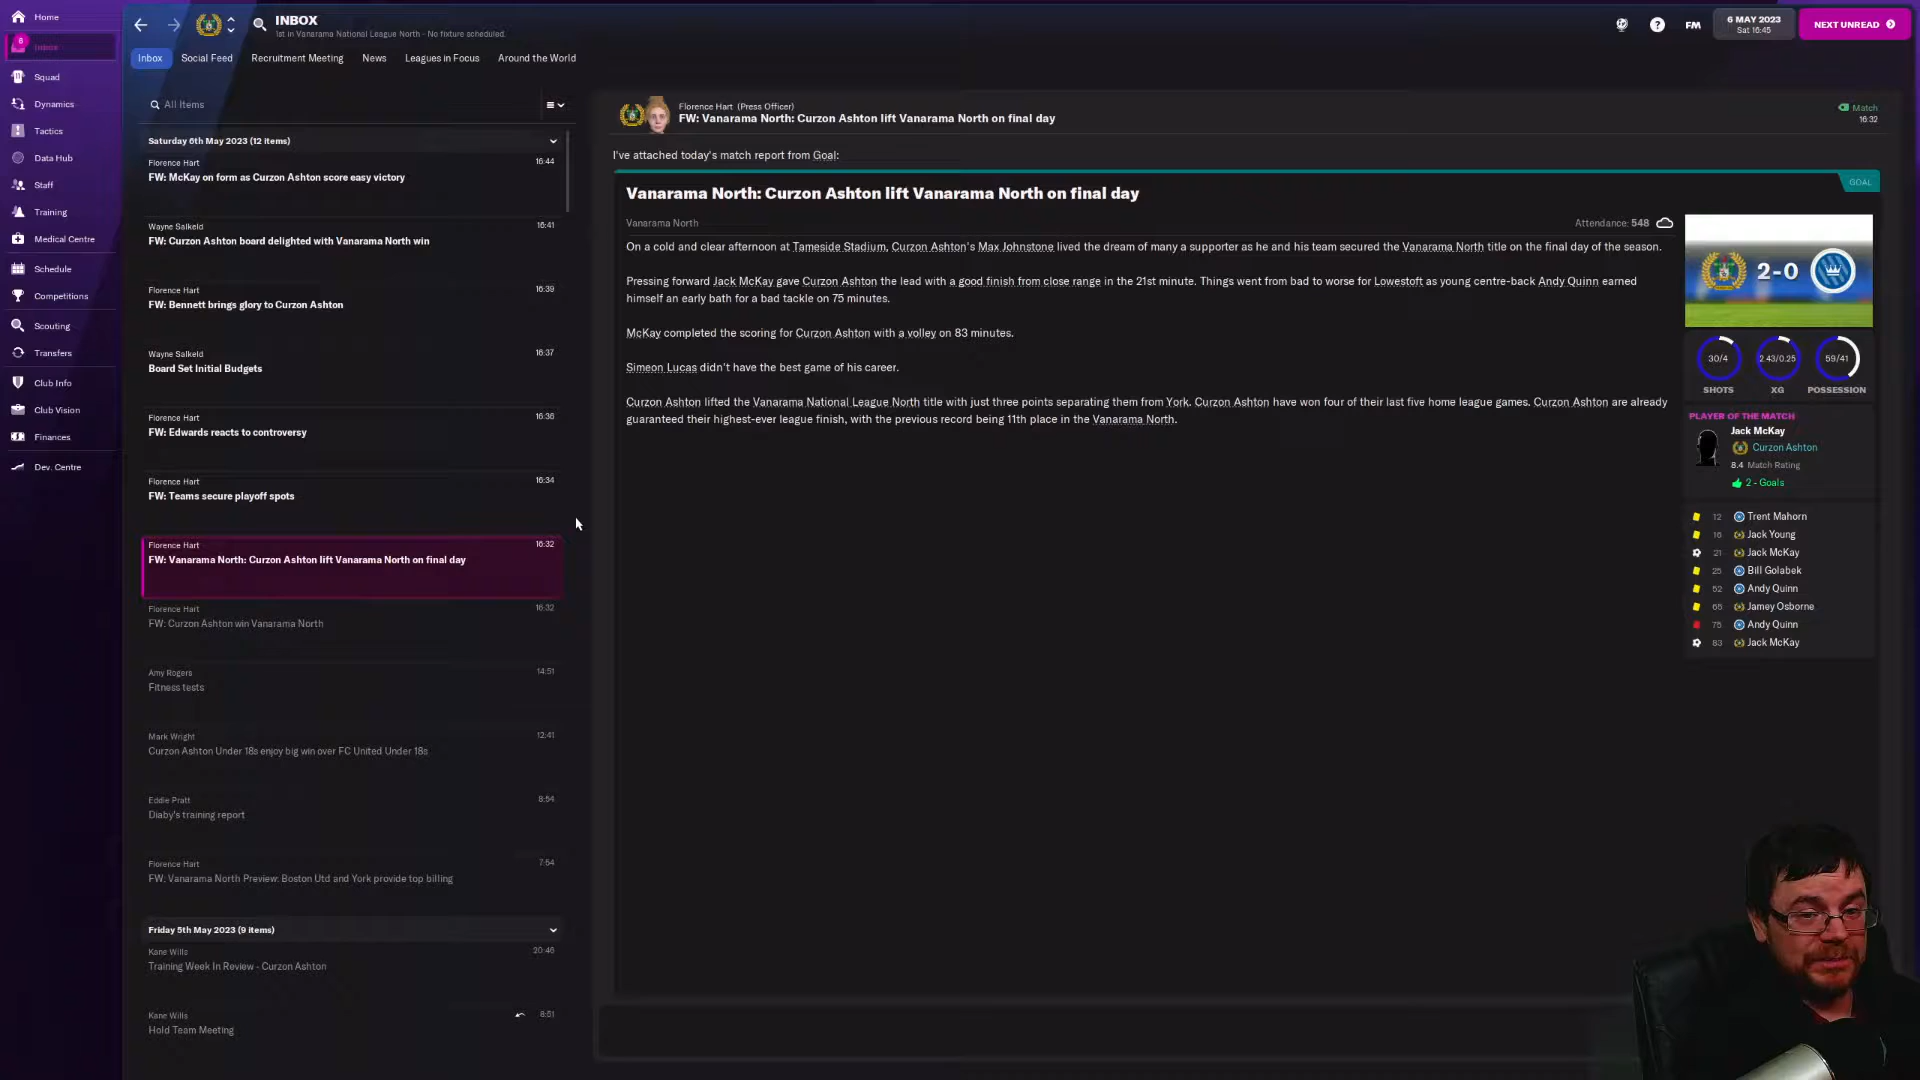 Home
INBOX
1st in Vanarama National League North - No fixture scheduled.
FM
6 MAY 2023
Sat 16:45
NEXT UNREAD
6
Inbox
Squad
Dynamics
Tactics
Data Hub
Staff
Training
Medical Centre
Schedule
Competitions
Scouting
Transfers
Club Info
Club Vision
Finances
Dev. Centre
Inbox
Social Feed
Recruitment Meeting
News
Leagues in Focus
Around the World
All Items
Saturday 6th May 2023 (12 items)
Florence Hart 16:44
FW: McKay on form as Curzon Ashton score easy victory
Wayne Salkeld 16:41
FW: Curzon Ashton board delighted with Vanarama North win
Florence Hart 16:39
FW: Bennett brings glory to Curzon Ashton
Wayne Salkeld 16:37
Board Set Initial Budgets
Florence Hart 16:36
FW: Edwards reacts to controversy
Florence Hart 16:34
FW: Teams secure playoff spots
Florence Hart 16:32
FW: Vanarama North: Curzon Ashton lift Vanarama North on final day
Florence Hart 16:32
FW: Curzon Ashton win Vanarama North
Amy Rogers 14:51
Fitness tests
Mark Wright 12:41
Curzon Ashton Under 18s enjoy big win over FC United Under 18s
Eddie Pratt 8:54
Diaby's training report
Florence Hart 7:54
FW: Vanarama North Preview: Boston Utd and York provide top billing
Friday 5th May 2023 (9 items)
Kane Wills 20:46
Training Week In Review - Curzon Ashton
Kane Wills 8:51
Hold Team Meeting
Florence Hart (Press Officer)
FW: Vanarama North: Curzon Ashton lift Vanarama North on final day
Match
16:32
I've attached today's match report from Goal:
Vanarama North: Curzon Ashton lift Vanarama North on final day
GOAL
Vanarama North
Attendance: 548
On a cold and clear afternoon at Tameside Stadium, Curzon Ashton's Max Johnstone lived the dream of many a supporter as he and his team secured the Vanarama North title on the final day of the season.
Pressing forward Jack McKay gave Curzon Ashton the lead with a good finish from close range in the 21st minute. Things went from bad to worse for Lowestoft as young centre-back Andy Quinn earned
himself an early bath for a bad tackle on 75 minutes.
McKay completed the scoring for Curzon Ashton with a volley on 83 minutes.
Simeon Lucas didn't have the best game of his career.
Curzon Ashton lifted the Vanarama National League North title with just three points separating them from York. Curzon Ashton have won four of their last five home league games. Curzon Ashton are already
guaranteed their highest-ever league finish, with the previous record being 11th place in the Vanarama North.
2-0
30/4
2.43/0.25
59/41
SHOTS
XG
POSSESSION
PLAYER OF THE MATCH
Jack McKay
Curzon Ashton
8.4 Match Rating
2 - Goals
12 Trent Mahorn
16 Jack Young
21 Jack McKay
25 Bill Golabek
52 Andy Quinn
65 Jamey Osborne
75 Andy Quinn
83 Jack McKay